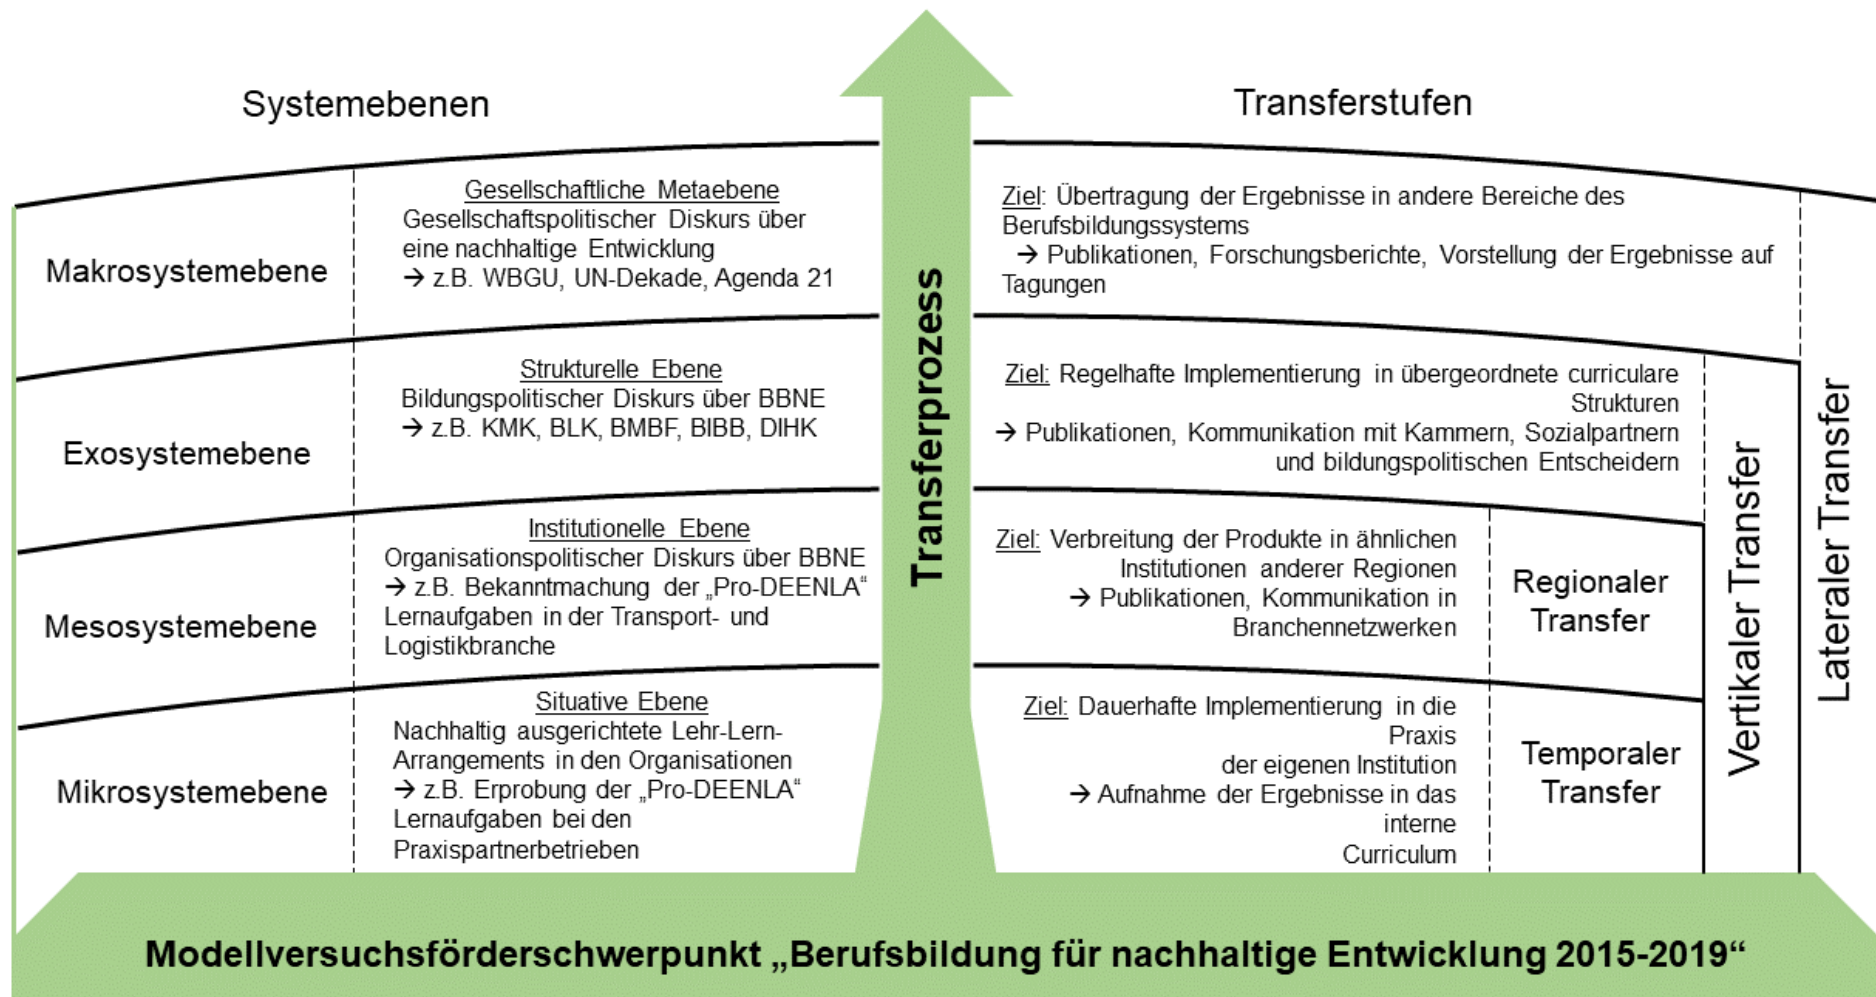 Systemebenen
Transferstufen
Makrosystemebene
Gesellschaftliche Metaebene
Gesellschaftspolitischer Diskurs über
eine nachhaltige Entwicklung
→ z.B. WBGU, UN-Dekade, Agenda 21
Exosystemebene
Strukturelle Ebene
Bildungspolitischer Diskurs über BBNE
→ z.B. KMK, BLK, BMBF, BIBB, DIHK
Mesosystemebene
Institutionelle Ebene
Organisationspolitischer Diskurs über BBNE
→ z.B. Bekanntmachung der „Pro-DEENLA“
Lernaufgaben in der Transport- und
Logistikbranche
Mikrosystemebene
Situative Ebene
Nachhaltig ausgerichtete Lehr-Lern-
Arrangements in den Organisationen
→ z.B. Erprobung der „Pro-DEENLA“
Lernaufgaben bei den
Praxispartnerbetrieben
Transferprozess
Ziel: Übertragung der Ergebnisse in andere Bereiche des
Berufsbildungssystems
→ Publikationen, Forschungsberichte, Vorstellung der Ergebnisse auf
Tagungen
Ziel: Regelhafte Implementierung in übergeordnete curriculare
Strukturen
→ Publikationen, Kommunikation mit Kammern, Sozialpartnern
und bildungspolitischen Entscheidern
Ziel: Verbreitung der Produkte in ähnlichen
Institutionen anderer Regionen
→ Publikationen, Kommunikation in
Branchennetzwerken
Regionaler
Transfer
Ziel: Dauerhafte Implementierung in die
Praxis
der eigenen Institution
→ Aufnahme der Ergebnisse in das
interne
Curriculum
Temporaler
Transfer
Vertikaler Transfer
Lateraler Transfer
Modellversuchsförderschwerpunkt „Berufsbildung für nachhaltige Entwicklung 2015-2019“